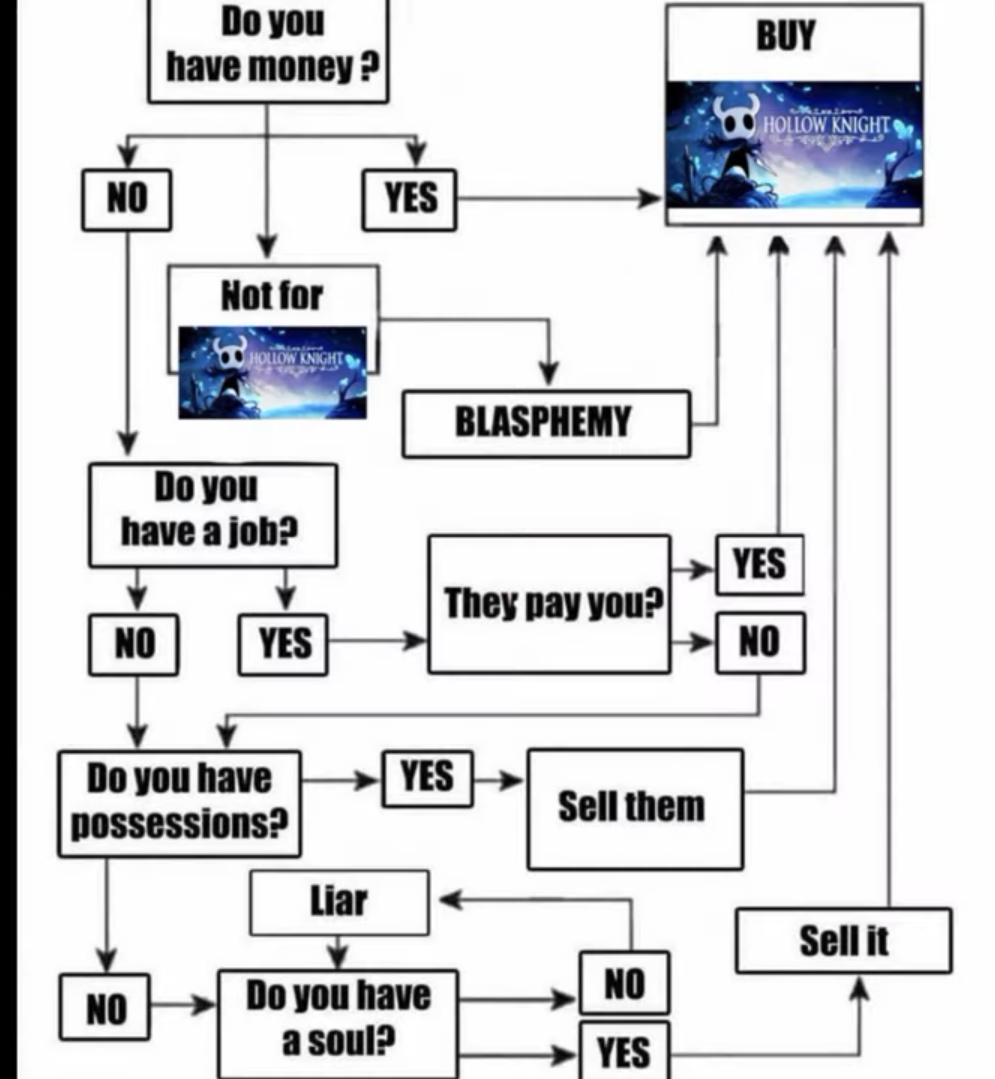 Do you
have money ?
BUY
HOLLOW KNIGHT
NO
YES
Not for
HOLLOW KNIGHT
BLASPHEMY
Do you
have a job?
They pay you?
YES
NO
NO
YES
Do you have
possessions?
YES
Sell them
Liar
Sell it
NO
Do you have
a soul?
NO
YES